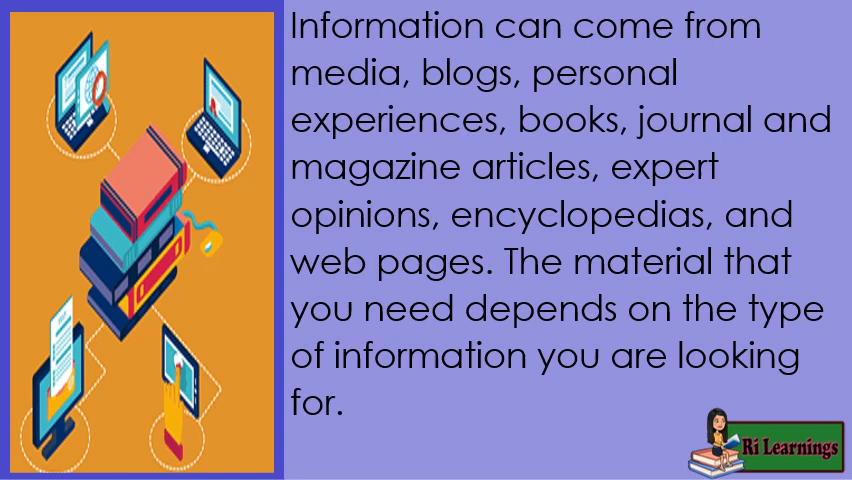 Information can come from
media, blogs, personal
experiences, books, journal and
magazine articles, expert
opinions, encyclopedias, and
web pages. The material that
you need depends on the type
of information you are looking
for.
Ri Learnings